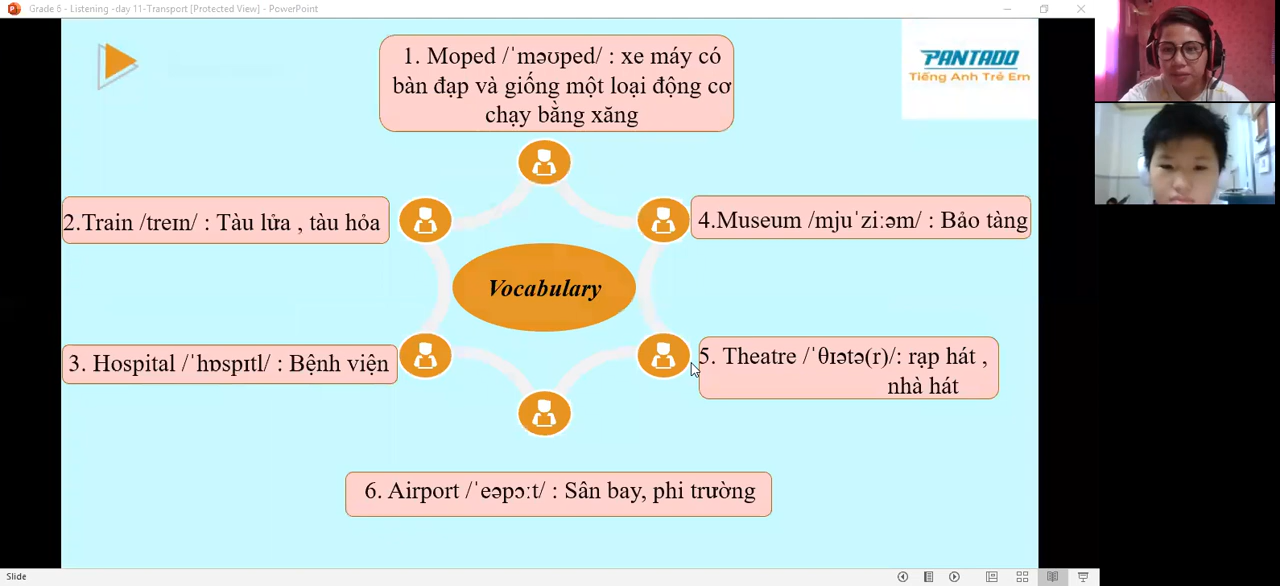 Grade 6 - Listening -day 11-Transport [Protected View] - PowerPoint
1. Moped /ˈməʊped/ : xe máy có
bàn đạp và giống một loại động cơ
chạy bằng xăng
PANTADO
Tiếng Anh Trẻ Em
2.Train /treɪn/ : Tàu lửa , tàu hỏa
4.Museum /mjuˈziːəm/ : Bảo tàng
Vocabulary
3. Hospital /ˈhɒspɪtl/ : Bệnh viện
5. Theatre /ˈθɪətə(r)/: rạp hát ,
nhà hát
6. Airport /ˈeəpɔːt/ : Sân bay, phi trường
Slide